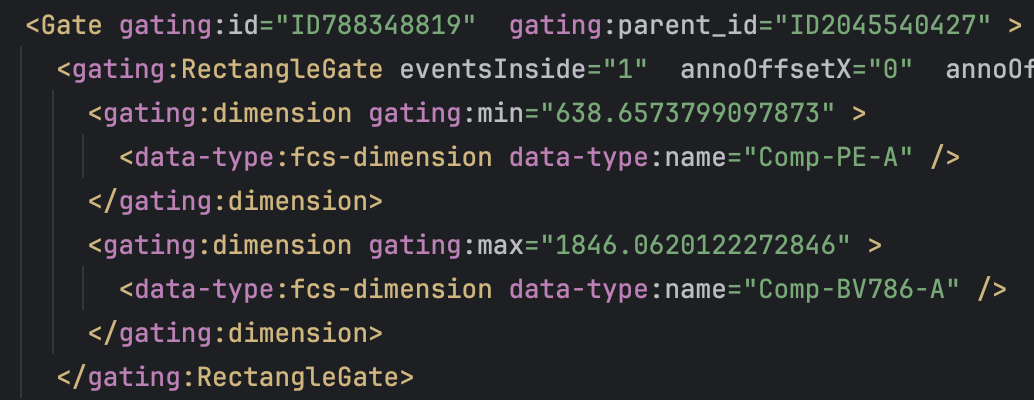 <Gate gating:id="ID788348819"  gating:parent_id="ID2045540427" >
<gating:RectangleGate eventsInside="1"  annoOffsetX="0"  annoOf
<gating:dimension gating:min="638.6573799097873" >
<data-type:fcs-dimension data-type:name="Comp-PE-A" />
</gating:dimension>
<gating:dimension gating:max="1846.0620122272846" >
<data-type:fcs-dimension data-type:name="Comp-BV786-A" />
</gating:dimension>
</gating:RectangleGate>